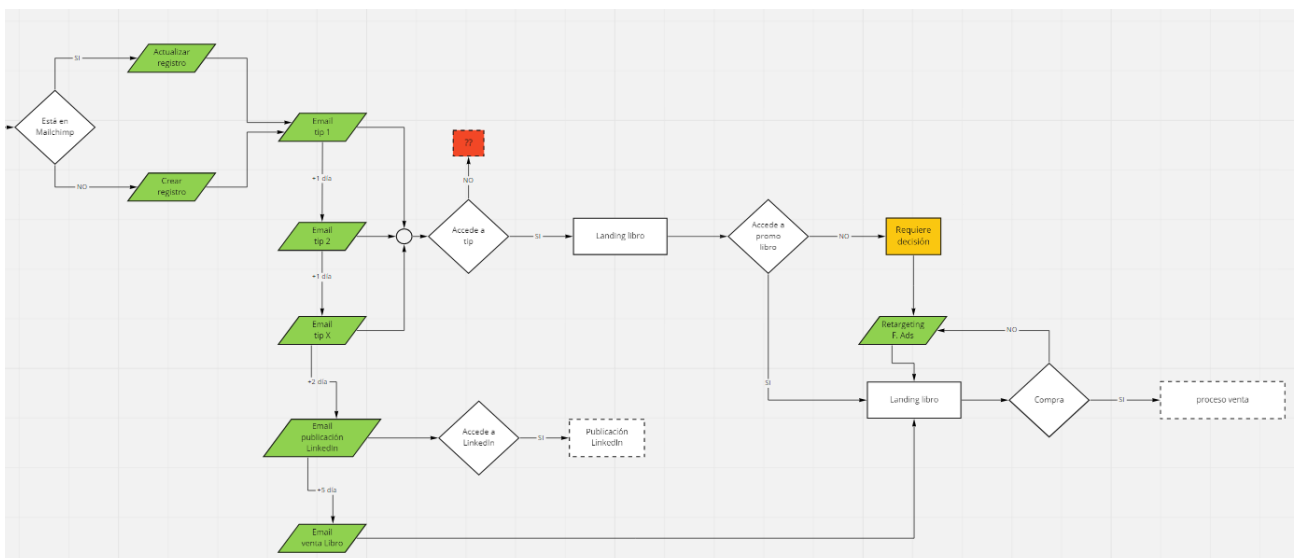 Actualizar
registro
SI
Está en
Mailchimp
NO
Crear
registro
Email
tip 1
+1 día
Email
tip 2
+1 día
Email
tip X
+2 día
Email
publicación
LinkedIn
+5 día
Email
venta Libro
??
NO
Accede a
tip
SI
Landing libro
Accede a
promo
libro
NO
Requiere
decisión
SI
Retargeting
F. Ads
NO
Landing libro
Compra
SI
proceso venta
Accede a
LinkedIn
SI
Publicación
LinkedIn